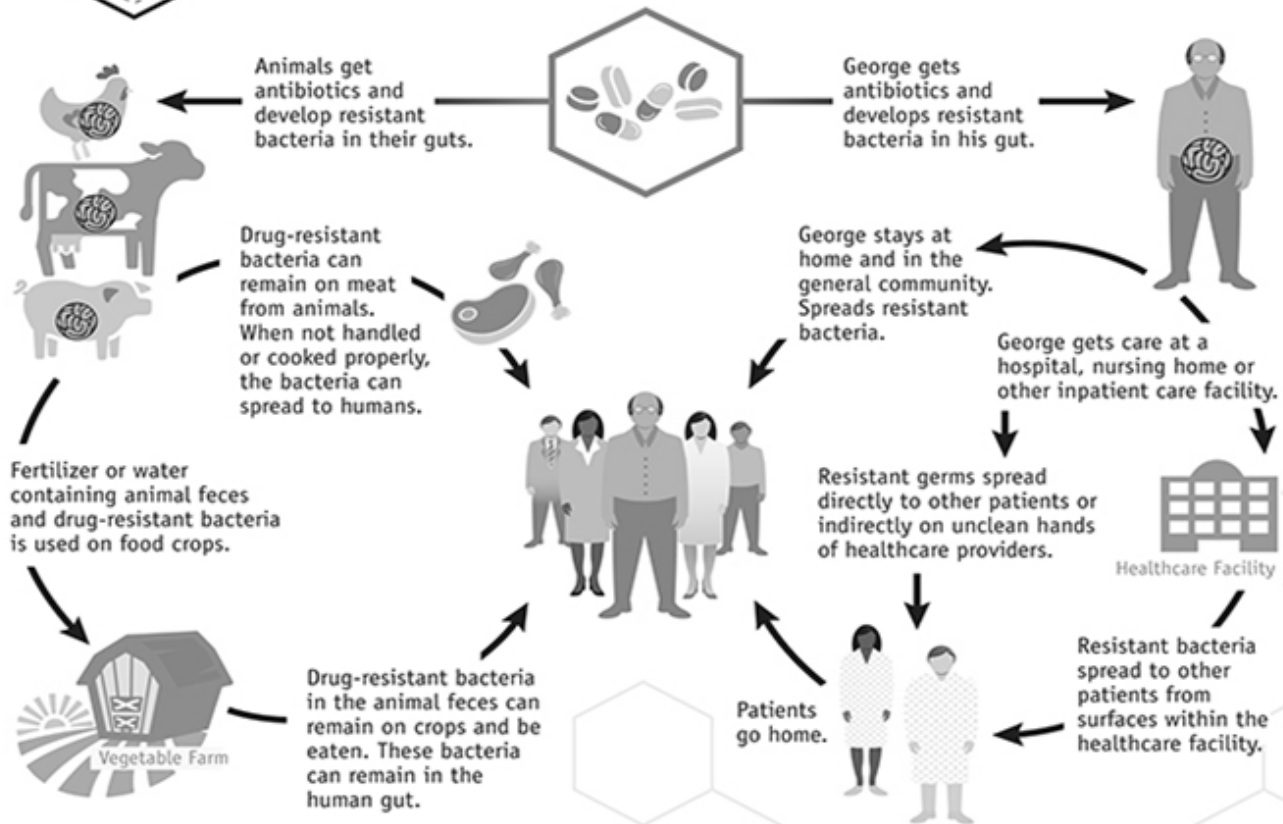 Animals get
antibiotics and
develop resistant
bacteria in their guts.
George gets
antibiotics and
develops resistant
bacteria in his gut.
Drug-resistant
bacteria can
remain on meat
from animals.
When not handled
or cooked properly,
the bacteria can
spread to humans.
George stays at
home and in the
general community.
Spreads resistant
bacteria.
George gets care at a
hospital, nursing home or
other inpatient care facility.
Fertilizer or water
containing animal feces
and drug-resistant bacteria
is used on food crops.
Resistant germs spread
directly to other patients or
indirectly on unclean hands
of healthcare providers.
Healthcare Facility
Vegetable Farm
Drug-resistant bacteria
in the animal feces can
remain on crops and be
eaten. These bacteria
can remain in the
human gut.
Patients
go home.
Resistant bacteria
spread to other
patients from
surfaces within the
healthcare facility.